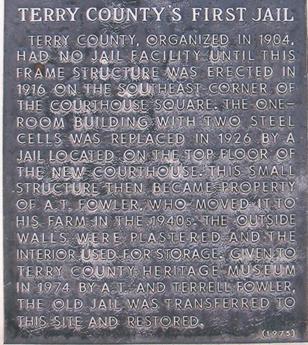 TERRY COUNTY'S FIRST JAIL
TERRY COUNTY, ORGANIZED IN 1904,
HAD NO JAIL FACILITY UNTIL THIS
FRAME STRUCTURE WAS ERECTED IN
1916 ON THE SOUTHEAST CORNER OF
THE COURTHOUSE SQUARE. THE ONE-
ROOM BUILDING WITH TWO STEEL
CELLS WAS REPLACED IN 1926 BY A
JAIL LOCATED ON THE TOP FLOOR OF
THE NEW COURTHOUSE. THIS SMALL
STRUCTURE THEN BECAME PROPERTY
OF A.T. FOWLER, WHO MOVED IT TO
HIS FARM IN THE 1940s. THE OUTSIDE
WALLS WERE PLASTERED AND THE
INTERIOR USED FOR STORAGE. GIVEN TO
TERRY COUNTY HERITAGE MUSEUM
IN 1974 BY A.T. AND TERRELL FOWLER,
THE OLD JAIL WAS TRANSFERRED TO
THIS SITE AND RESTORED.
(1975)